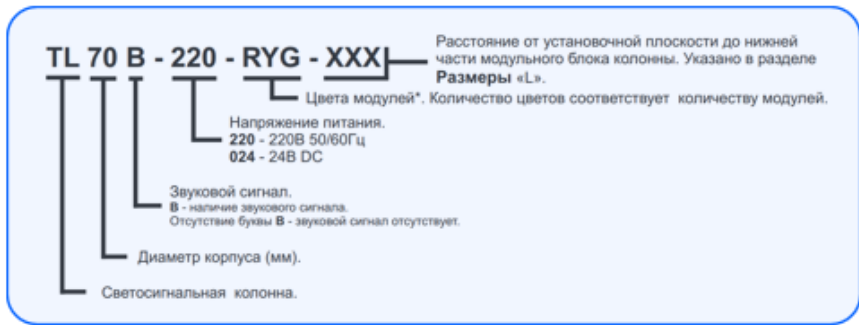 TL 70 B - 220 - RYG - XXX
Расстояние от установочной плоскости до нижней
части модульного блока колонны. Указано в разделе
Размеры «L».
Цвета модулей*. Количество цветов соответствует количеству модулей.
Напряжение питания.
220 - 220В 50/60Гц
024 - 24В DC
Звуковой сигнал.
В - наличие звукового сигнала.
Отсутствие буквы В - звуковой сигнал отсутствует.
Диаметр корпуса (мм).
Светосигнальная колонна.